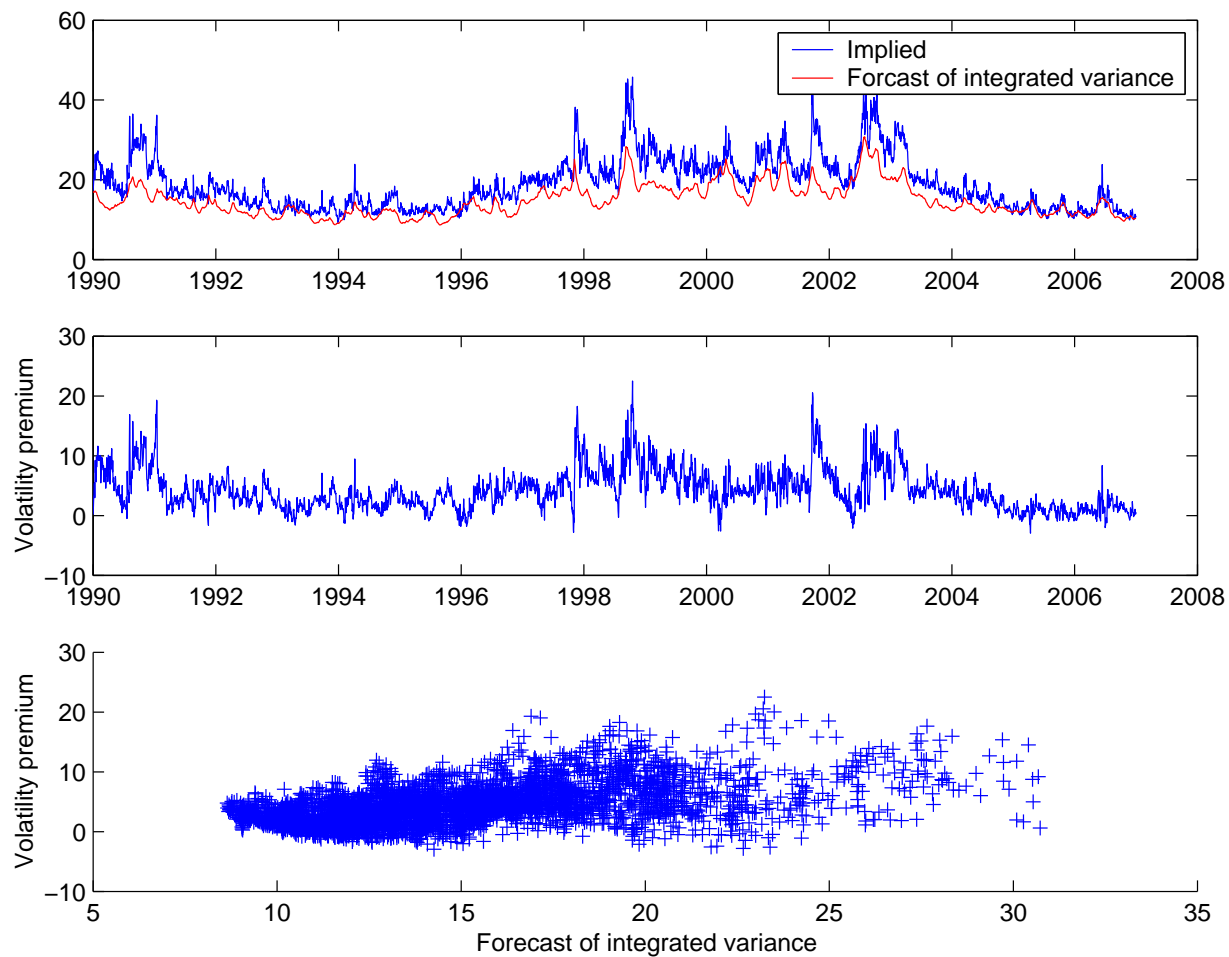 60
40
20
0
Implied
Forcast of integrated variance
1990 1992 1994 1996 1998 2000 2002 2004 2006 2008
Volatility premium
30
20
10
0
−10
1990 1992 1994 1996 1998 2000 2002 2004 2006 2008
Volatility premium
30
20
10
0
−10
5 10 15 20 25 30 35
Forecast of integrated variance